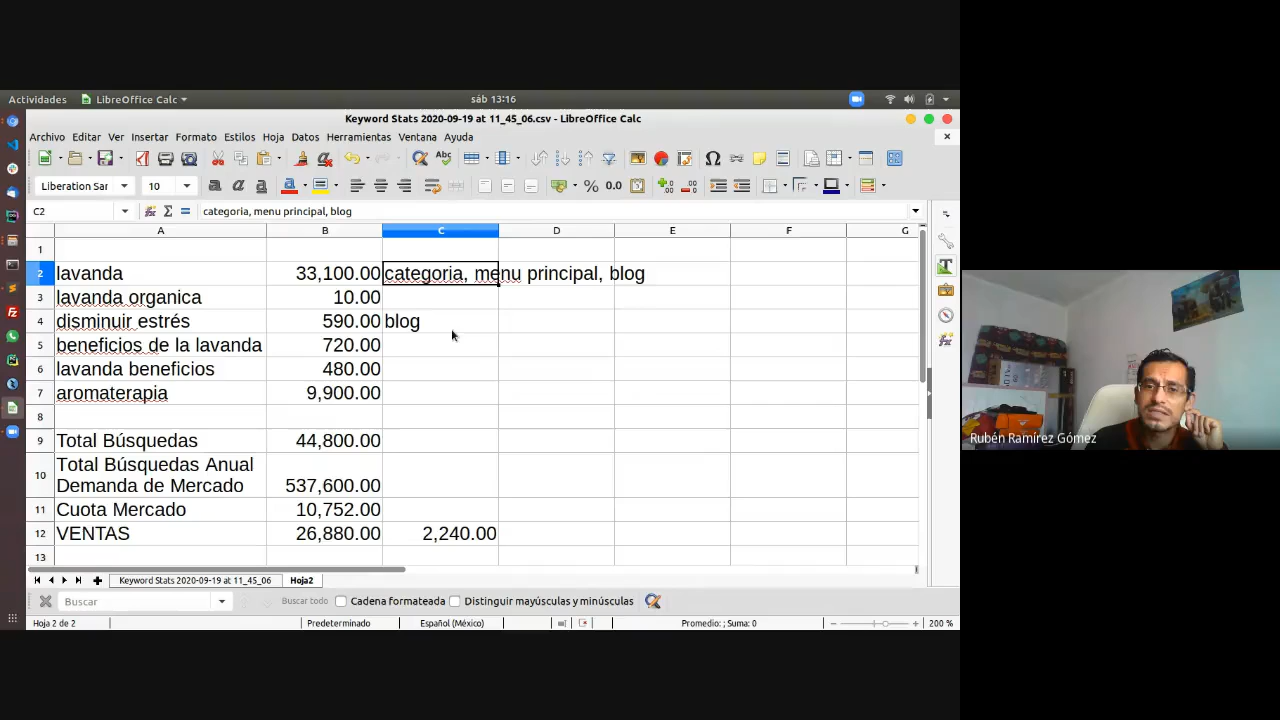 Actividades LibreOffice Calc sáb 13:16
Keyword Stats 2020-09-19 at 11_45_06.csv - LibreOffice Calc
Archivo Editar Ver Insertar Formato Estilos Hoja Datos Herramientas Ventana Ayuda
Liberation Sar 10
C2 categoria, menu principal, blog
A B C D E F G
1
2 lavanda 33,100.00 categoria, menu principal, blog
3 lavanda organica 10.00
4 disminuir estrés 590.00 blog
5 beneficios de la lavanda 720.00
6 lavanda beneficios 480.00
7 aromaterapia 9,900.00
8
9 Total Búsquedas 44,800.00
Total Búsquedas Anual
10 Demanda de Mercado 537,600.00
11 Cuota Mercado 10,752.00
12 VENTAS 26,880.00 2,240.00
13
Keyword Stats 2020-09-19 at 11_45_06 Hoja2
Buscar Buscar todo Cadena formateada Distinguir mayúsculas y minúsculas
Hoja 2 de 2 Predeterminado Español (México) Promedio: ; Suma: 0 200 %
Rubén Ramírez Gómez